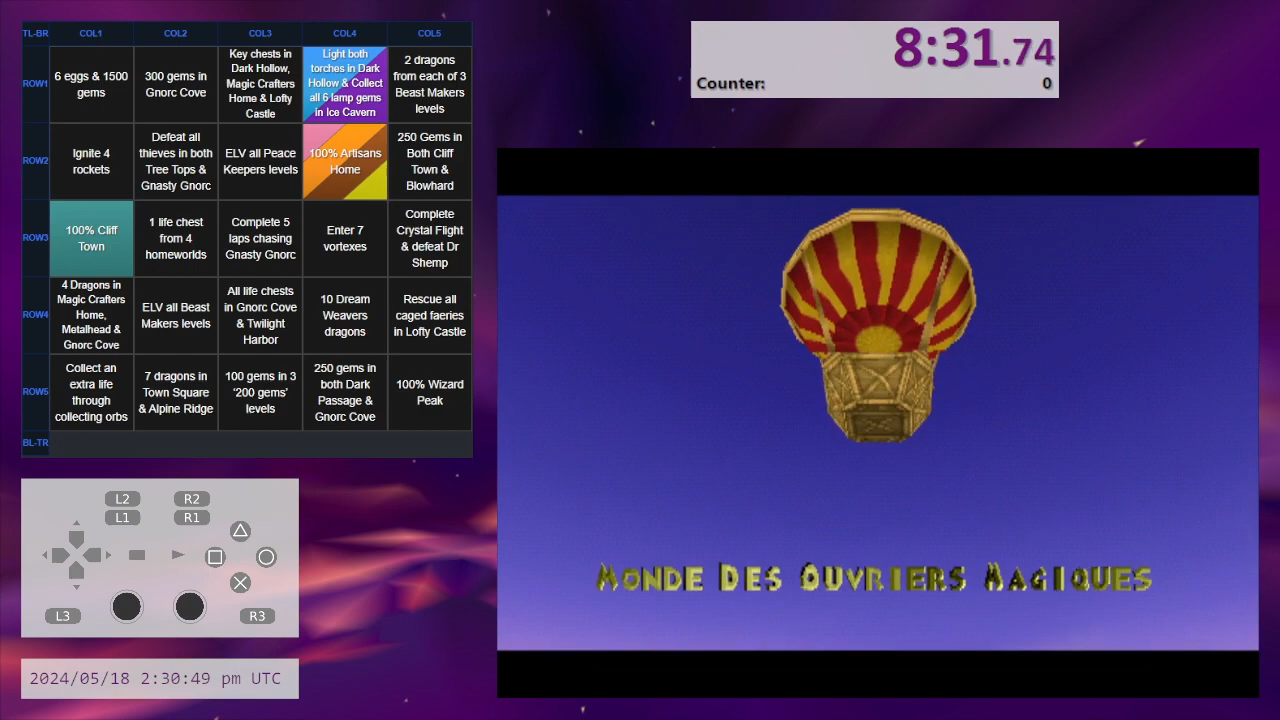 TL-BR COL1 COL2 COL3 COL4 COL5
ROW1
6 eggs & 1500
gems
300 gems in
Gnorc Cove
Key chests in
Dark Hollow,
Magic Crafters
Home & Lofty
Castle
Light both
torches in Dark
Hollow & Collect
all 6 lamp gems
in Ice Cavern
2 dragons
from each of 3
Beast Makers
levels
ROW2
Ignite 4
rockets
Defeat all
thieves in both
Tree Tops &
Gnasty Gnorc
ELV all Peace
Keepers levels
100% Artisans
Home
250 Gems in
Both Cliff
Town &
Blowhard
ROW3
100% Cliff
Town
1 life chest
from 4
homeworlds
Complete 5
laps chasing
Gnasty Gnorc
Enter 7
vortexes
Complete
Crystal Flight
& defeat Dr
Shemp
ROW4
4 Dragons in
Magic Crafters
Home,
Metalhead &
Gnorc Cove
ELV all Beast
Makers levels
All life chests
in Gnorc Cove
& Twilight
Harbor
10 Dream
Weavers
dragons
Rescue all
caged faeries
in Lofty Castle
ROW5
Collect an
extra life
through
collecting orbs
7 dragons in
Town Square
& Alpine Ridge
100 gems in 3
'200 gems'
levels
250 gems in
both Dark
Passage &
Gnorc Cove
100% Wizard
Peak
BL-TR
8:31.74
Counter: 0
MONDE DES OUVRIERS MAGIQUES
L2 R2
L1 R1
L3 R3
2024/05/18 2:30:49 pm UTC